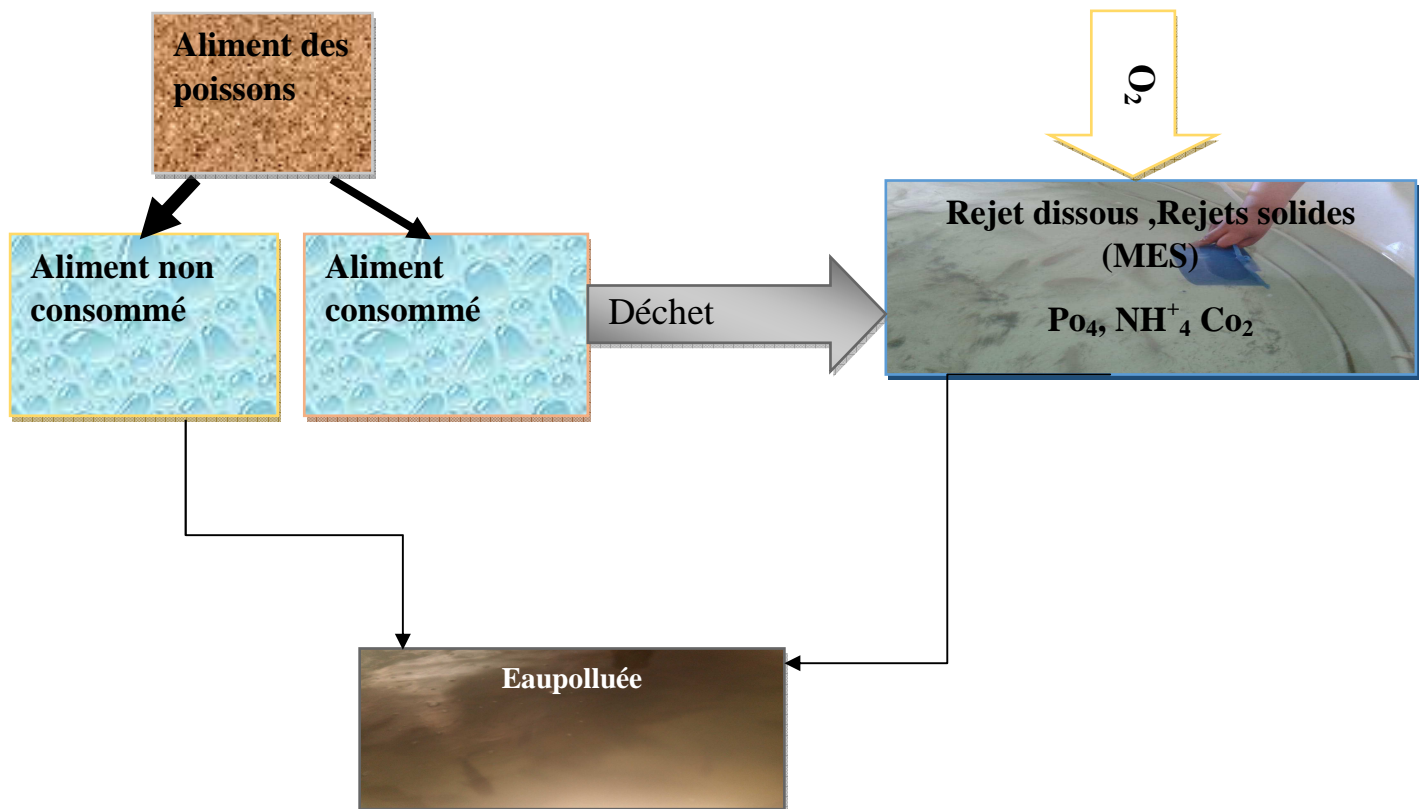 Aliment des
poissons
O₂
Aliment non
consommé
Aliment
consommé
Déchet
Rejet dissous ,Rejets solides
(MES)
Po₄, NH⁺₄ Co₂
Eaupolluée